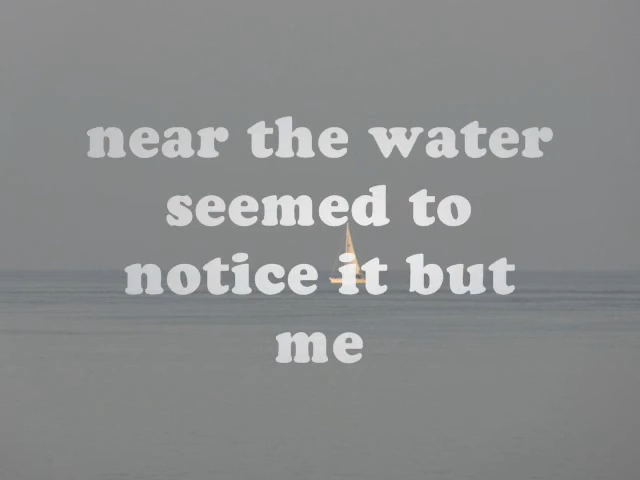 near the water
seemed to
notice it but
me